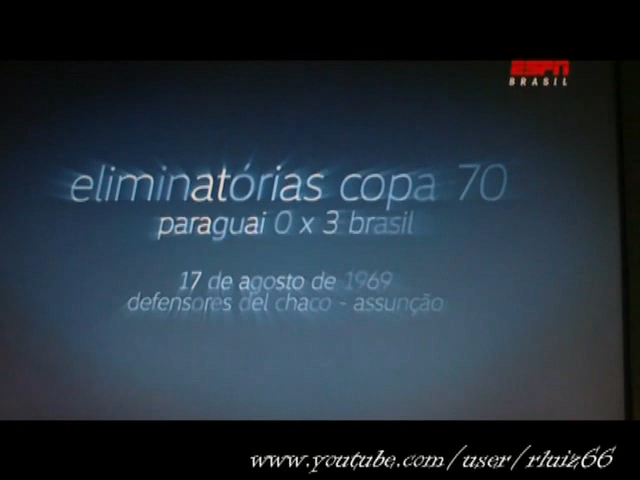 ESPN
BRASIL
eliminatórias copa 70
paraguai 0 x 3 brasil
17 de agosto de 1969
defensores del chaco - assunção
www.youtube.com/user/rluiz66